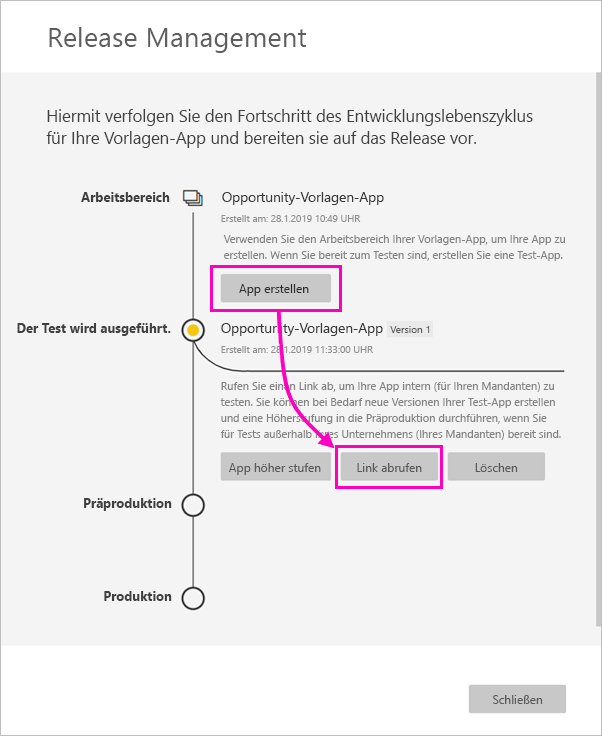 Release Management
Hiermit verfolgen Sie den Fortschritt des Entwicklungslebenszyklus
für Ihre Vorlagen-App und bereiten sie auf das Release vor.
Arbeitsbereich
Opportunity-Vorlagen-App
Erstellt am: 28.1.2019 10:49 UHR
Verwenden Sie den Arbeitsbereich Ihrer Vorlagen-App, um Ihre App zu
erstellen. Wenn Sie bereit zum Testen sind, erstellen Sie eine Test-App.
App erstellen
Der Test wird ausgeführt.
Opportunity-Vorlagen-App Version 1
Erstellt am: 28.1.2019 11:33:00 UHR
Rufen Sie einen Link ab, um Ihre App intern (für Ihren Mandanten) zu
testen. Sie können bei Bedarf neue Versionen Ihrer Test-App erstellen
und eine Höherstufung in die Präproduktion durchführen, wenn Sie
für Tests außerhalb Ihres Unternehmens (Ihres Mandanten) bereit sind.
App höher stufen Link abrufen Löschen
Präproduktion
Produktion
Schließen